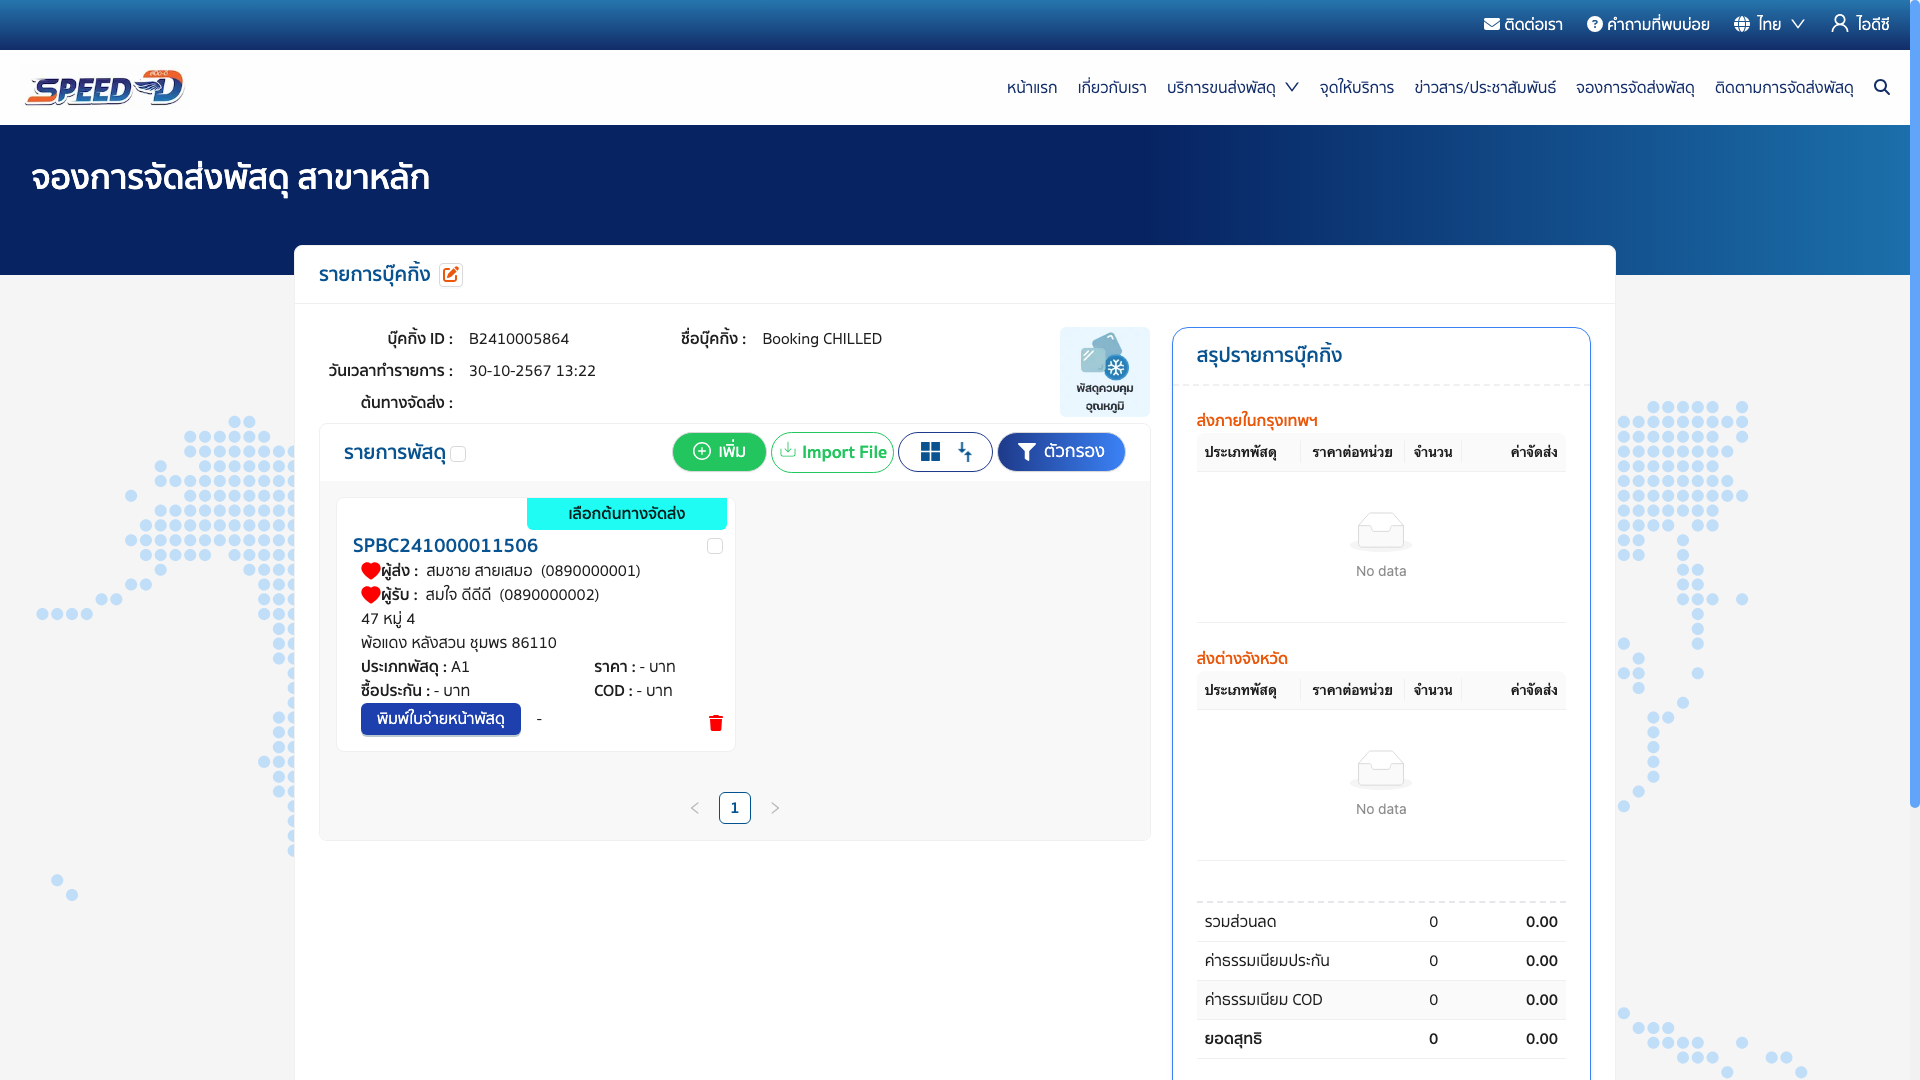 ติดต่อเรา คำถามที่พบบ่อย ไทย ไอดีซี
SPEED-D
หน้าแรก เกี่ยวกับเรา บริการขนส่งพัสดุ จุดให้บริการ ข่าวสาร/ประชาสัมพันธ์ จองการจัดส่งพัสดุ ติดตามการจัดส่งพัสดุ
จองการจัดส่งพัสดุ สาขาหลัก
รายการบุ๊คกิ้ง
บุ๊คกิ้ง ID : B2410005864 ชื่อบุ๊คกิ้ง : Booking CHILLED
วันเวลาทำรายการ : 30-10-2567 13:22
ต้นทางจัดส่ง :
พัสดุควบคุม
อุณหภูมิ
รายการพัสดุ เพิ่ม Import File ตัวกรอง
เลือกต้นทางจัดส่ง
SPBC241000011506
ผู้ส่ง : สมชาย สายเสมอ (0890000001)
ผู้รับ : สมใจ ดีดีดี (0890000002)
47 หมู่ 4
พ้อแดง หลังสวน ชุมพร 86110
ประเภทพัสดุ : A1 ราคา : - บาท
ซื้อประกัน : - บาท COD : - บาท
พิมพ์ใบจ่ายหน้าพัสดุ -
1
สรุปรายการบุ๊คกิ้ง
ส่งภายในกรุงเทพฯ
ประเภทพัสดุ ราคาต่อหน่วย จำนวน ค่าจัดส่ง
No data
ส่งต่างจังหวัด
ประเภทพัสดุ ราคาต่อหน่วย จำนวน ค่าจัดส่ง
No data
รวมส่วนลด 0 0.00
ค่าธรรมเนียมประกัน 0 0.00
ค่าธรรมเนียม COD 0 0.00
ยอดสุทธิ 0 0.00